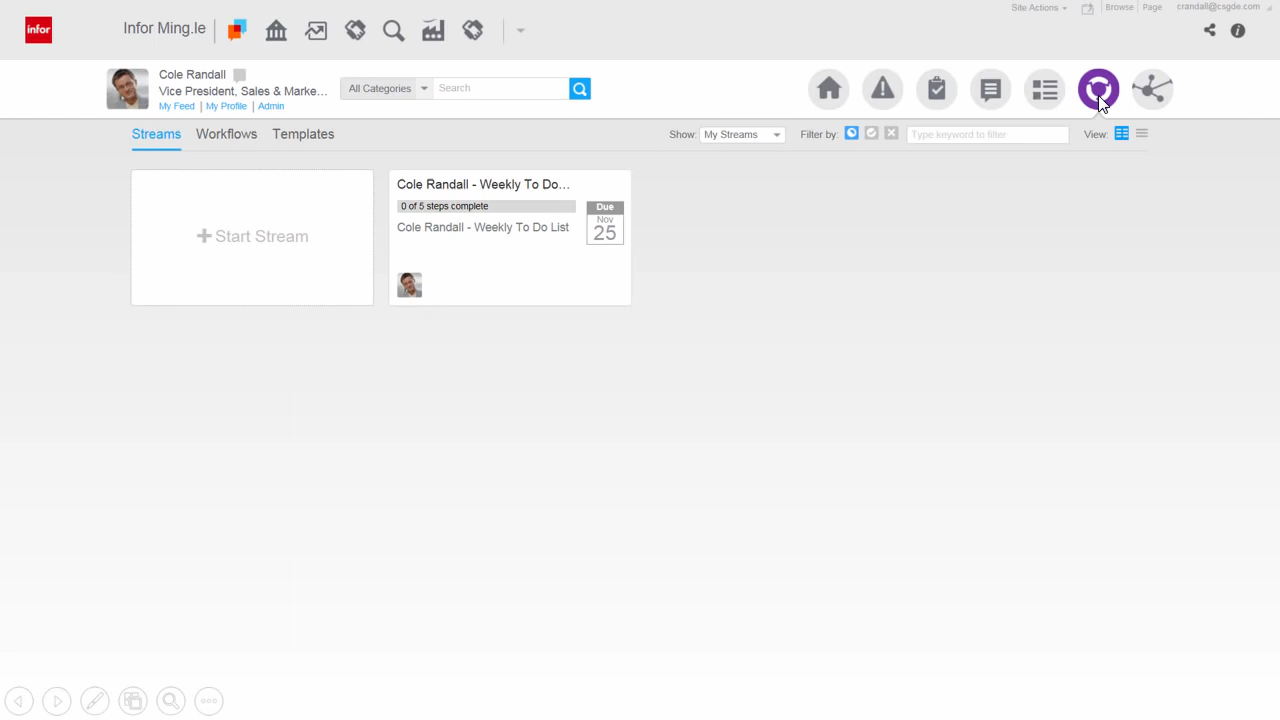 Site Actions
Browse
Page
crandall@csgde.com
infor
Infor Ming.le
Cole Randall
Vice President, Sales & Marke...
My Feed | My Profile | Admin
All Categories
Search
Streams
Workflows
Templates
Show:
My Streams
Filter by:
Type keyword to filter
View:
+ Start Stream
Cole Randall - Weekly To Do...
0 of 5 steps complete
Cole Randall - Weekly To Do List
Due
Nov
25